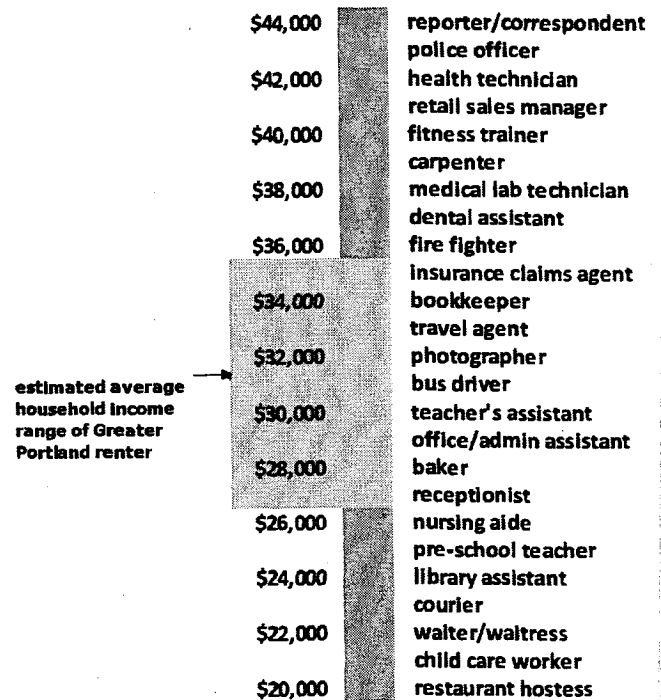 $44,000 reporter/correspondent
police officer
$42,000 health technician
retail sales manager
$40,000 fitness trainer
carpenter
$38,000 medical lab technician
dental assistant
$36,000 fire fighter
insurance claims agent
$34,000 bookkeeper
travel agent
$32,000 photographer
bus driver
$30,000 teacher's assistant
office/admin assistant
$28,000 baker
receptionist
$26,000 nursing aide
pre-school teacher
$24,000 library assistant
courier
$22,000 waiter/waitress
child care worker
$20,000 restaurant hostess
estimated average
household income
range of Greater
Portland renter